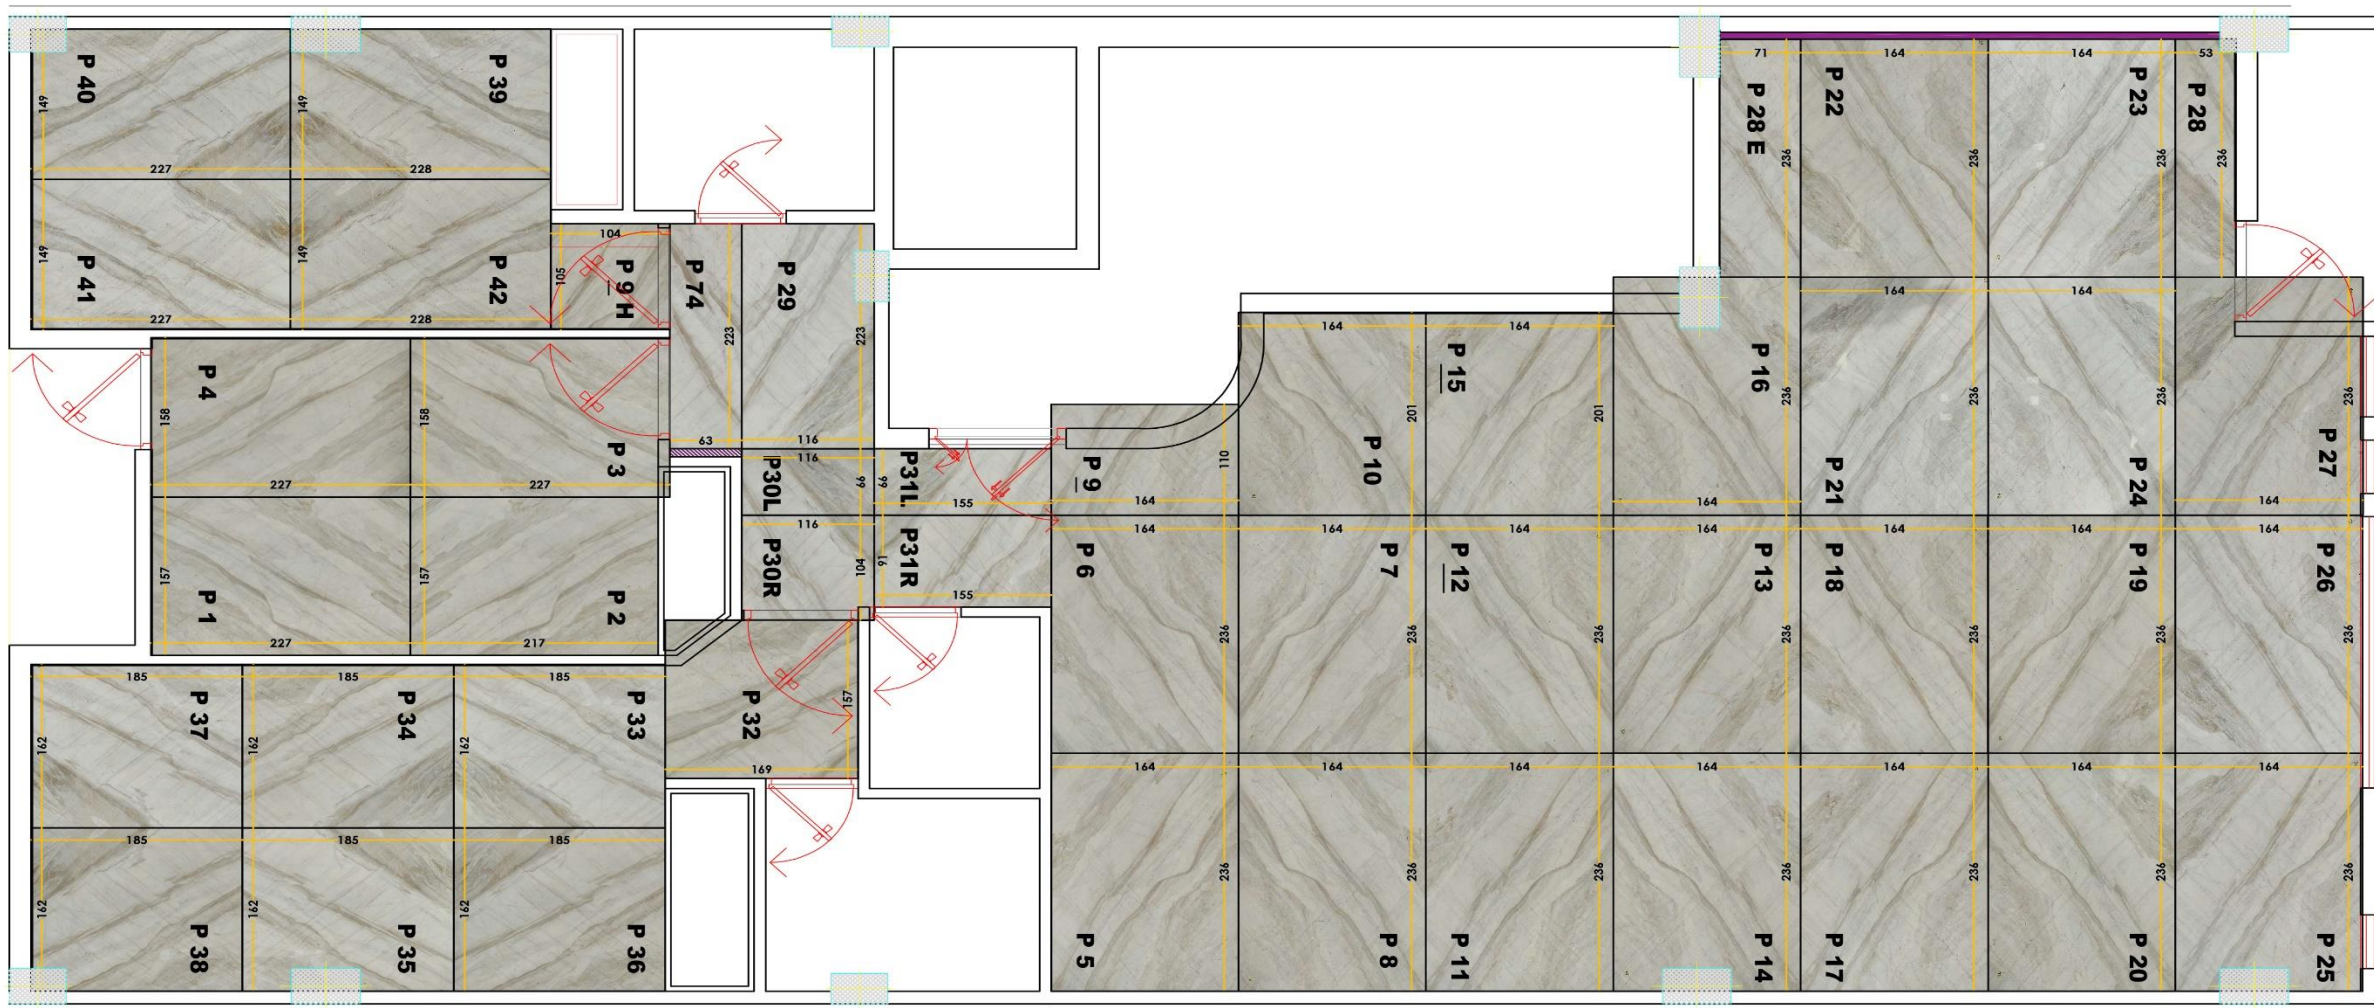 P 40
149
149
P 39
227
228
P 41
149
149
P 42
227
228
104
105
P 9 H
P 74
223
63
P 29
223
116
P 4
158
158
P 3
227
227
P 1
157
157
P 2
227
217
P30L
116
66
P30R
116
104
P31L
66
155
P31R
91
155
185
185
185
P 37
P 34
P 33
162
162
162
P 32
157
169
185
185
185
162
162
162
P 38
P 35
P 36
71
164
164
53
P 28 E
P 22
P 23
P 28
236
236
236
236
164
164
P 9
110
164
164
P 10
201
164
P 15
201
P 16
236
164
P 21
236
P 24
236
P 27
236
164
164
164
164
164
164
164
164
P 6
P 7
P 12
P 13
P 18
P 19
P 26
236
236
236
236
236
236
236
164
164
164
164
164
164
164
236
236
236
236
236
236
236
P 5
P 8
P 11
P 14
P 17
P 20
P 25